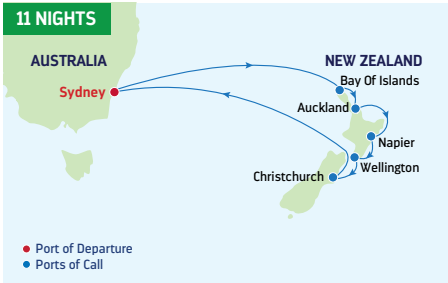 11 NIGHTS
AUSTRALIA
NEW ZEALAND
Sydney
Bay Of Islands
Auckland
Napier
Wellington
Christchurch
Port of Departure
Ports of Call